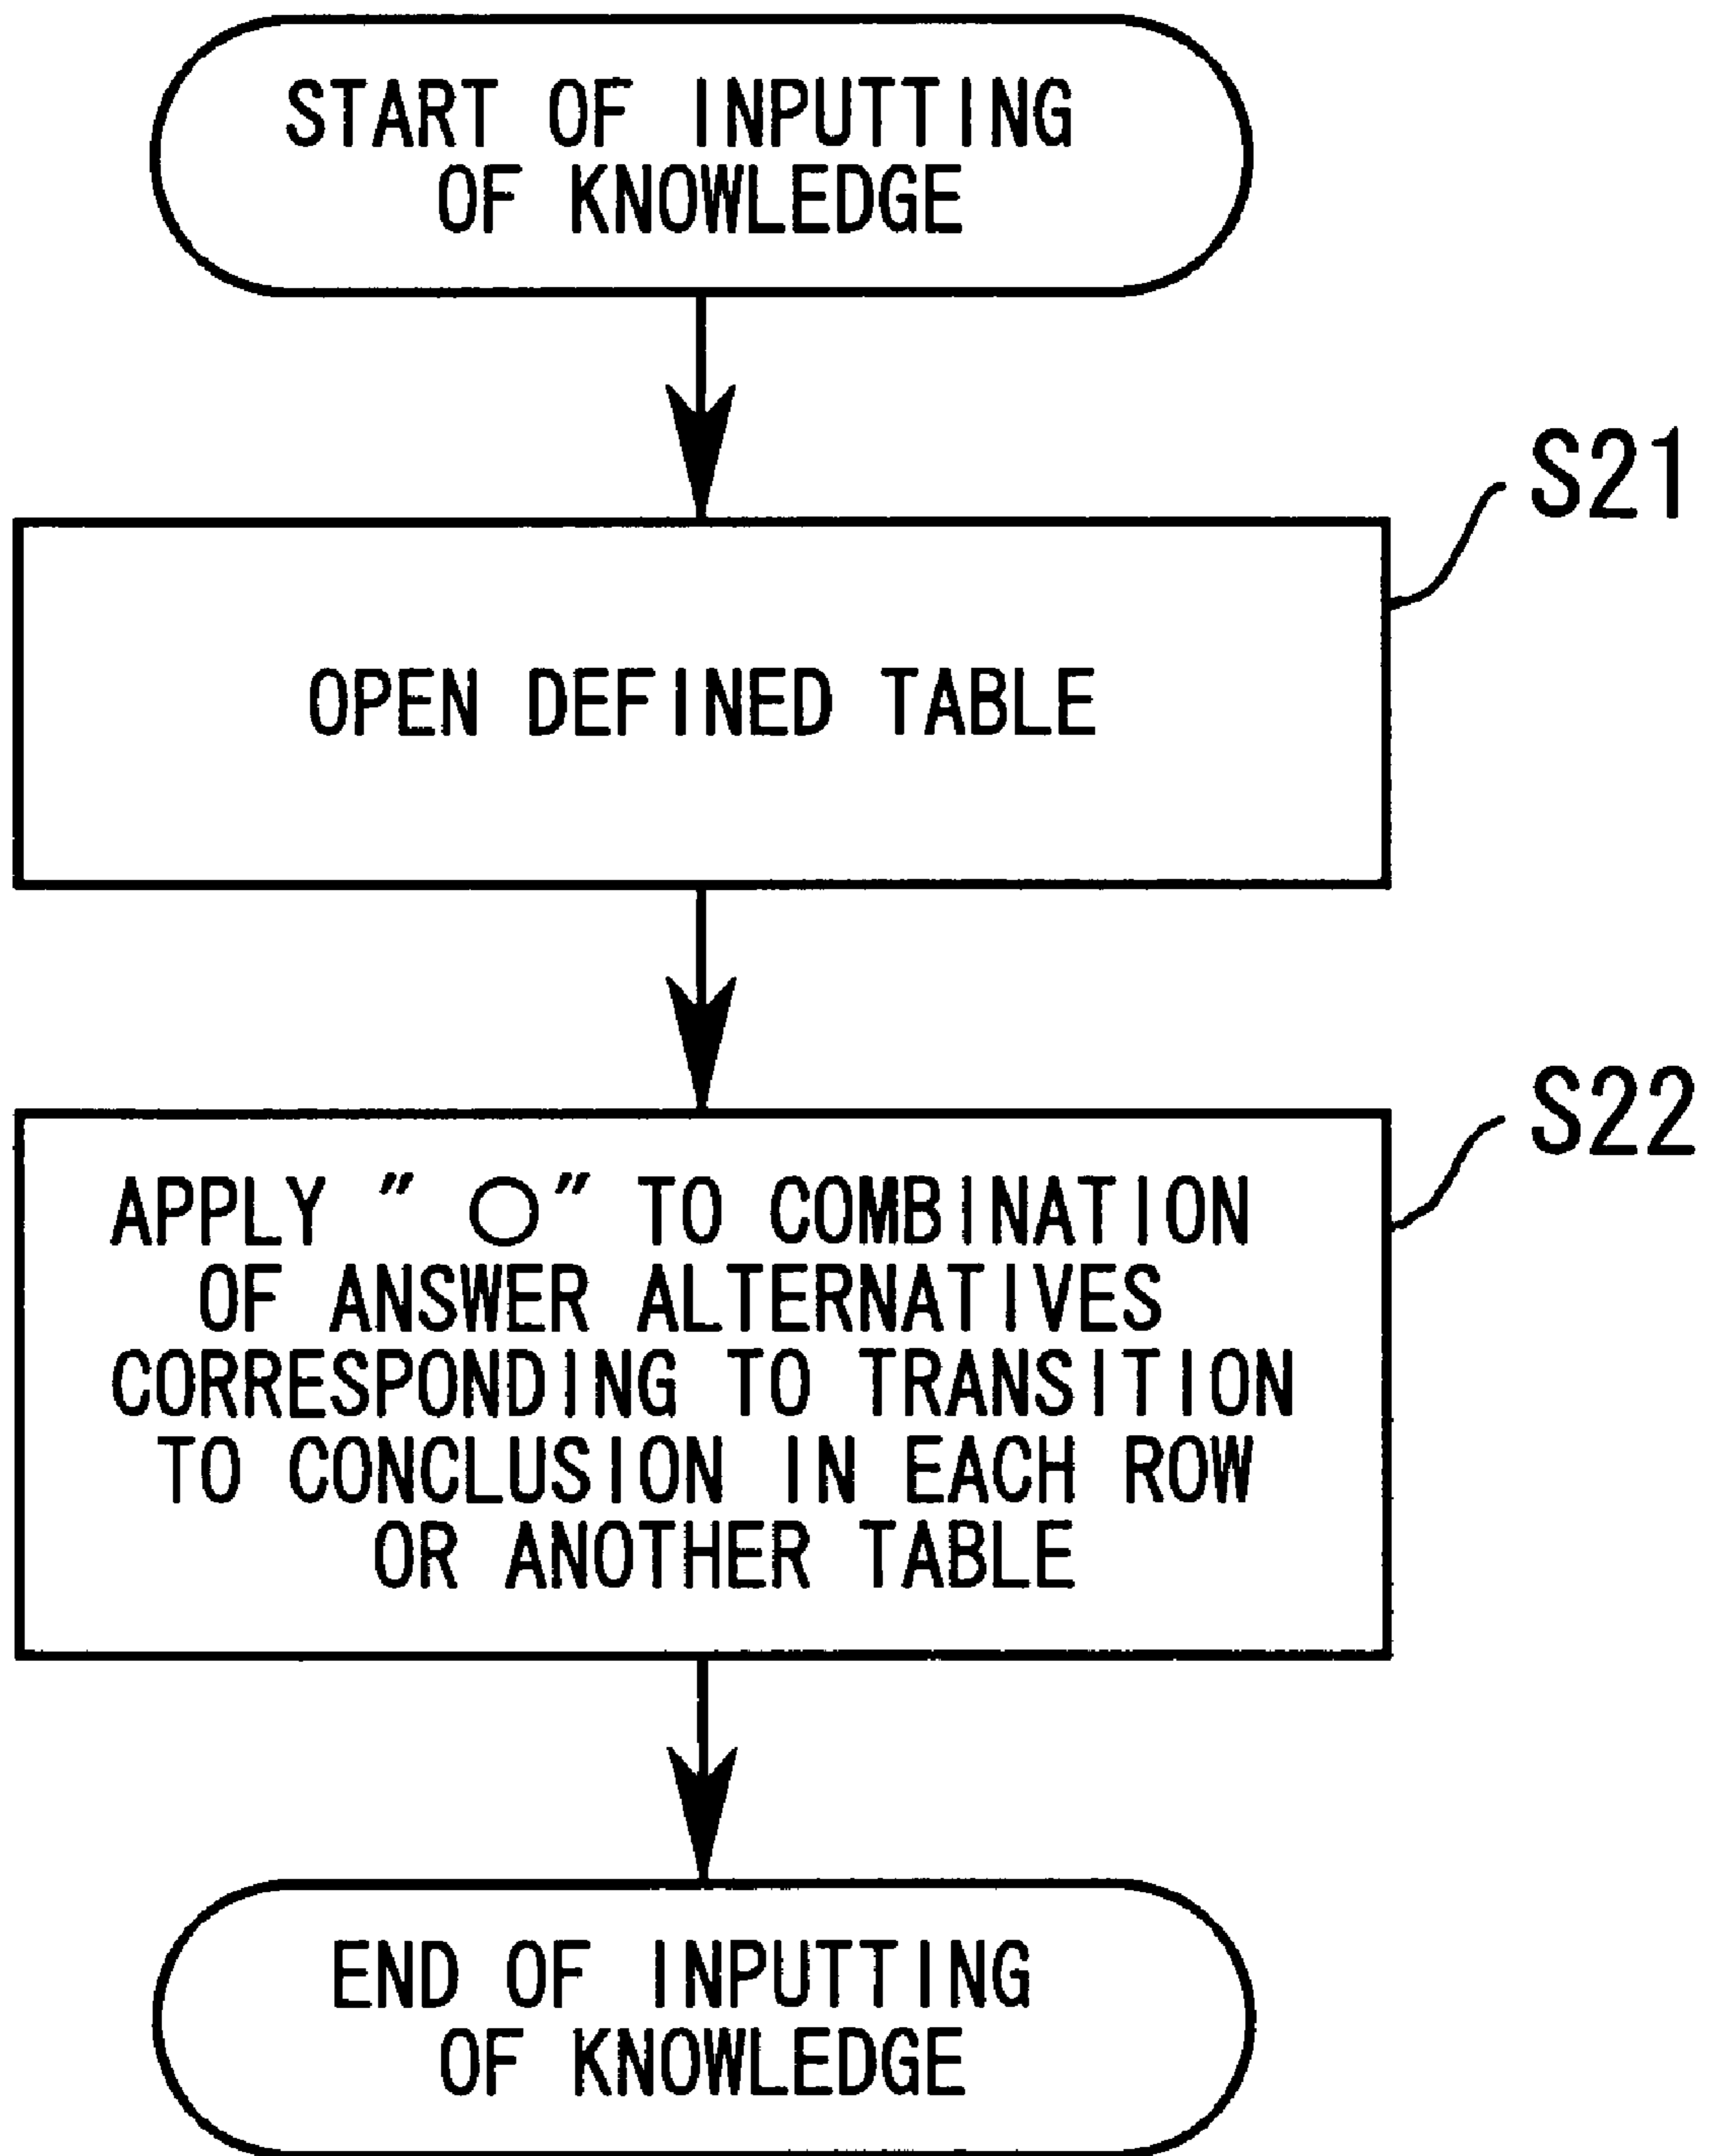 START OF INPUTTING
OF KNOWLEDGE
S21
OPEN DEFINED TABLE
S22
APPLY "○" TO COMBINATION
OF ANSWER ALTERNATIVES
CORRESPONDING TO TRANSITION
TO CONCLUSION IN EACH ROW
OR ANOTHER TABLE
END OF INPUTTING
OF KNOWLEDGE